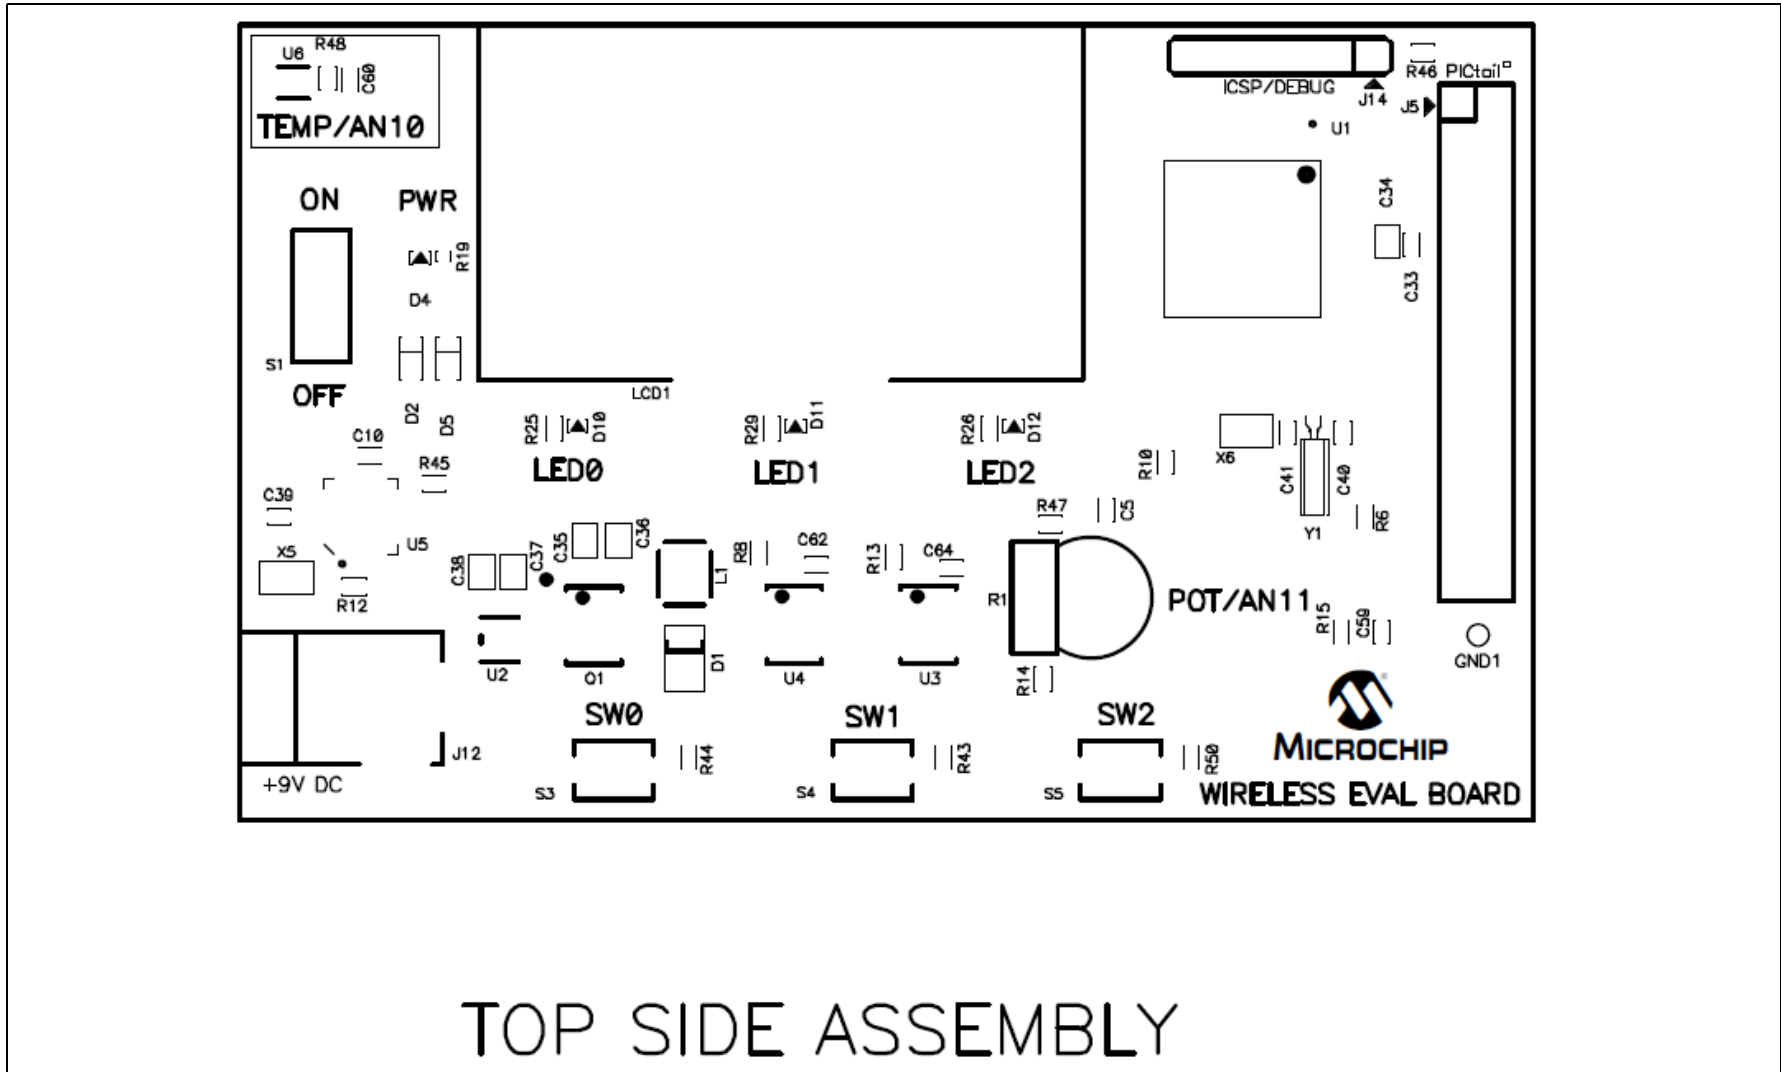 R48
U6
C60
TEMP/AN10
ICSP/DEBUG
J14
R46
PICtail
J5
U1
ON
PWR
R19
D4
S1
OFF
D2
D5
C34
C33
LCD1
R25
D10
LED0
R29
D11
LED1
R26
D12
LED2
C10
R45
C39
U5
X5
R12
R10
X6
C41
C40
Y1
R6
C38
C37
C35
C36
L1
R8
C62
R13
C64
R47
C5
R1
POT/AN11
R15
C59
GND1
U2
Q1
D1
U4
U3
R14
J12
+9V DC
SW0
S3
R44
SW1
S4
R43
SW2
S5
R50
MICROCHIP
WIRELESS EVAL BOARD
TOP SIDE ASSEMBLY